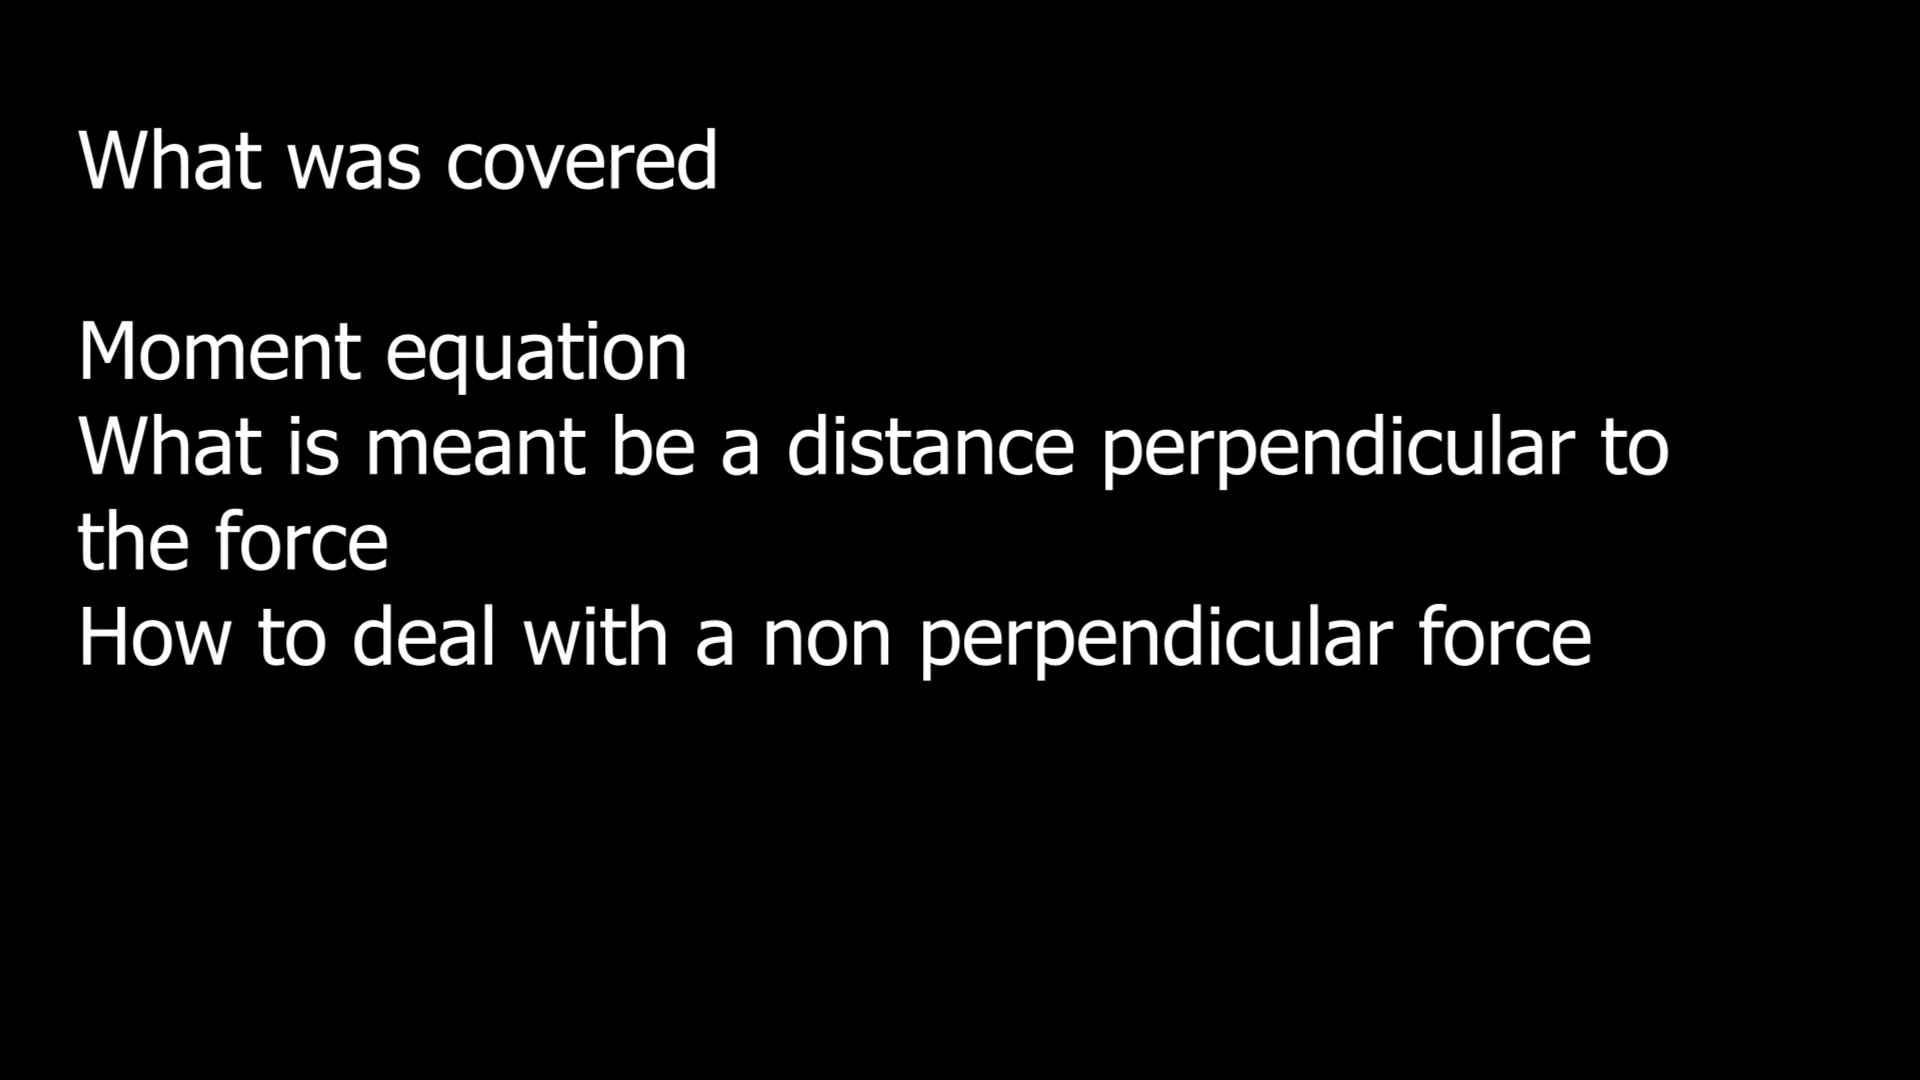 What was covered
Moment equation
What is meant be a distance perpendicular to
the force
How to deal with a non perpendicular force